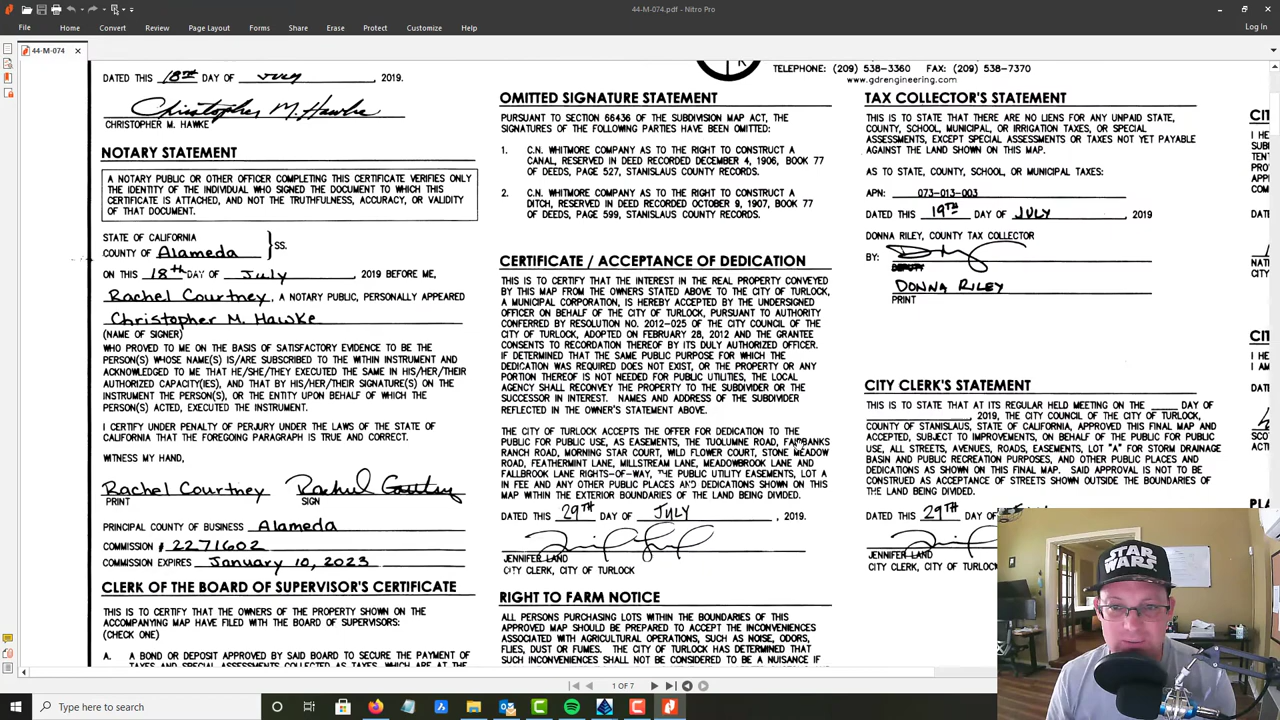 44-M-074.pdf - Nitro Pro
File Home Convert Review Page Layout Forms Share Erase Protect Custom Help
44-M-074
DATED THIS 18TH DAY OF July, 2019.
Christopher M. Hawke
CHRISTOPHER M. HAWKE
NOTARY STATEMENT
A NOTARY PUBLIC OR OTHER OFFICER COMPLETING THIS CERTIFICATE VERIFIES ONLY
THE IDENTITY OF THE INDIVIDUAL WHO SIGNED THE DOCUMENT TO WHICH THIS
CERTIFICATE IS ATTACHED, AND NOT THE TRUTHFULNESS, ACCURACY, OR VALIDITY
OF THAT DOCUMENT.
STATE OF CALIFORNIA
COUNTY OF Alameda
SS.
ON THIS 18th DAY OF July, 2019 BEFORE ME,
Rachel Courtney, A NOTARY PUBLIC, PERSONALLY APPEARED
Christopher M. Hawke
(NAME OF SIGNER)
WHO PROVED TO ME ON THE BASIS OF SATISFACTORY EVIDENCE TO BE THE
PERSON(S) WHOSE NAME(S) IS/ARE SUBSCRIBED TO THE WITHIN INSTRUMENT AND
ACKNOWLEDGED TO ME THAT HE/SHE/THEY EXECUTED THE SAME IN HIS/HER/THEIR
AUTHORIZED CAPACITY(IES), AND THAT BY HIS/HER/THEIR SIGNATURE(S) ON THE
INSTRUMENT THE PERSON(S), OR THE ENTITY UPON BEHALF OF WHICH THE
PERSON(S) ACTED, EXECUTED THE INSTRUMENT.
I CERTIFY UNDER PENALTY OF PERJURY UNDER THE LAWS OF THE STATE OF
CALIFORNIA THAT THE FOREGOING PARAGRAPH IS TRUE AND CORRECT.
WITNESS MY HAND,
Rachel Courtney Rachel Courtney
PRINT SIGN
PRINCIPAL COUNTY OF BUSINESS Alameda
COMMISSION # 2271602
COMMISSION EXPIRES January 10, 2023
CLERK OF THE BOARD OF SUPERVISOR'S CERTIFICATE
THIS IS TO CERTIFY THAT THE OWNERS OF THE PROPERTY SHOWN ON THE
ACCOMPANYING MAP HAVE FILED WITH THE BOARD OF SUPERVISORS:
(CHECK ONE)
A. A BOND OR DEPOSIT APPROVED BY SAID BOARD TO SECURE THE PAYMENT OF
TAXES AND SPECIAL ASSESSMENTS COLLECTED AS TAXES, WHICH ARE AT THE
OMITTED SIGNATURE STATEMENT
PURSUANT TO SECTION 66436 OF THE SUBDIVISION MAP ACT, THE
SIGNATURES OF THE FOLLOWING PARTIES HAVE BEEN OMITTED:
1. C.N. WHITMORE COMPANY AS TO THE RIGHT TO CONSTRUCT A
CANAL, RESERVED IN DEED RECORDED DECEMBER 4, 1906, BOOK 77
OF DEEDS, PAGE 527, STANISLAUS COUNTY RECORDS.
2. C.N. WHITMORE COMPANY AS TO THE RIGHT TO CONSTRUCT A
DITCH, RESERVED IN DEED RECORDED OCTOBER 9, 1907, BOOK 77
OF DEEDS, PAGE 599, STANISLAUS COUNTY RECORDS.
CERTIFICATE / ACCEPTANCE OF DEDICATION
THIS IS TO CERTIFY THAT THE INTEREST IN THE REAL PROPERTY CONVEYED
BY THIS MAP FROM THE OWNERS STATED ABOVE TO THE CITY OF TURLOCK,
A MUNICIPAL CORPORATION, IS HEREBY ACCEPTED BY THE UNDERSIGNED
OFFICER ON BEHALF OF THE CITY OF TURLOCK, PURSUANT TO AUTHORITY
CONFERRED BY RESOLUTION NO. 2012-025 OF THE CITY COUNCIL OF THE
CITY OF TURLOCK, ADOPTED ON FEBRUARY 28, 2012 AND THE GRANTEE
CONSENTS TO RECORDATION THEREOF BY ITS DULY AUTHORIZED OFFICER.
IF DETERMINED THAT THE SAME PUBLIC PURPOSE FOR WHICH THE
DEDICATION WAS REQUIRED DOES NOT EXIST, OR THE PROPERTY OR ANY
PORTION THEREOF IS NOT NEEDED FOR PUBLIC UTILITIES, THE LOCAL
AGENCY SHALL RECONVEY THE PROPERTY TO THE SUBDIVIDER OR THE
SUCCESSOR IN INTEREST. NAMES AND ADDRESS OF THE SUBDIVIDER
REFLECTED IN THE OWNER'S STATEMENT ABOVE.
THE CITY OF TURLOCK ACCEPTS THE OFFER FOR DEDICATION TO THE
PUBLIC FOR PUBLIC USE, AS EASEMENTS, THE TUOLUMNE ROAD, FAIRBANKS
RANCH ROAD, MORNING STAR COURT, WILD FLOWER COURT, STONE MEADOW
ROAD, FEATHERMINT LANE, MILLSTREAM LANE, MEADOWBROOK LANE AND
FALLBROOK LANE RIGHTS-OF-WAY, THE PUBLIC UTILITY EASEMENTS, LOT A
IN FEE AND ANY OTHER PUBLIC PLACES AND DEDICATIONS SHOWN ON THIS
MAP WITHIN THE EXTERIOR BOUNDARIES OF THE LAND BEING DIVIDED.
DATED THIS 29TH DAY OF July, 2019.
JENNIFER LAND
CITY CLERK, CITY OF TURLOCK
RIGHT TO FARM NOTICE
ALL PERSONS PURCHASING LOTS WITHIN THE BOUNDARIES OF THIS
APPROVED MAP SHOULD BE PREPARED TO ACCEPT THE INCONVENIENCES
ASSOCIATED WITH AGRICULTURAL OPERATIONS, SUCH AS NOISE, ODORS,
FLIES, DUST OR FUMES. THE CITY OF TURLOCK HAS DETERMINED THAT
SUCH INCONVENIENCES SHALL NOT BE CONSIDERED TO BE A NUISANCE IF
R
TELEPHONE: (209) 538-3360 FAX: (209) 538-7370
www.gdrengineering.com
TAX COLLECTOR'S STATEMENT
THIS IS TO STATE THAT THERE ARE NO LIENS FOR ANY UNPAID STATE,
COUNTY, SCHOOL, MUNICIPAL, OR IRRIGATION TAXES, OR SPECIAL
ASSESSMENTS, EXCEPT SPECIAL ASSESSMENTS OR TAXES NOT YET PAYABLE
AGAINST THE LAND SHOWN ON THIS MAP.
AS TO STATE, COUNTY, SCHOOL, OR MUNICIPAL TAXES:
APN: 073-013-003
DATED THIS 19TH DAY OF JULY, 2019
DONNA RILEY, COUNTY TAX COLLECTOR
BY:
DEPUTY
DONNA RILEY
PRINT
CITY CLERK'S STATEMENT
THIS IS TO STATE THAT AT ITS REGULAR HELD MEETING ON THE ____ DAY OF
____, 2019, THE CITY COUNCIL OF THE CITY OF TURLOCK,
COUNTY OF STANISLAUS, STATE OF CALIFORNIA, APPROVED THIS FINAL MAP AND
ACCEPTED, SUBJECT TO IMPROVEMENTS, ON BEHALF OF THE PUBLIC FOR PUBLIC
USE, ALL STREETS, AVENUES, ROADS, EASEMENTS, LOT "A" FOR STORM DRAINAGE
BASIN AND PUBLIC RECREATION PURPOSES, AND OTHER PUBLIC PLACES AND
DEDICATIONS AS SHOWN ON THIS FINAL MAP. SAID APPROVAL IS NOT TO BE
CONSTRUED AS ACCEPTANCE OF STREETS SHOWN OUTSIDE THE BOUNDARIES OF
THE LAND BEING DIVIDED.
DATED THIS 29TH DAY OF
JENNIFER LAND
CITY CLERK, CITY OF TURLOC
STAR WARS
1 OF 7
Type here to search